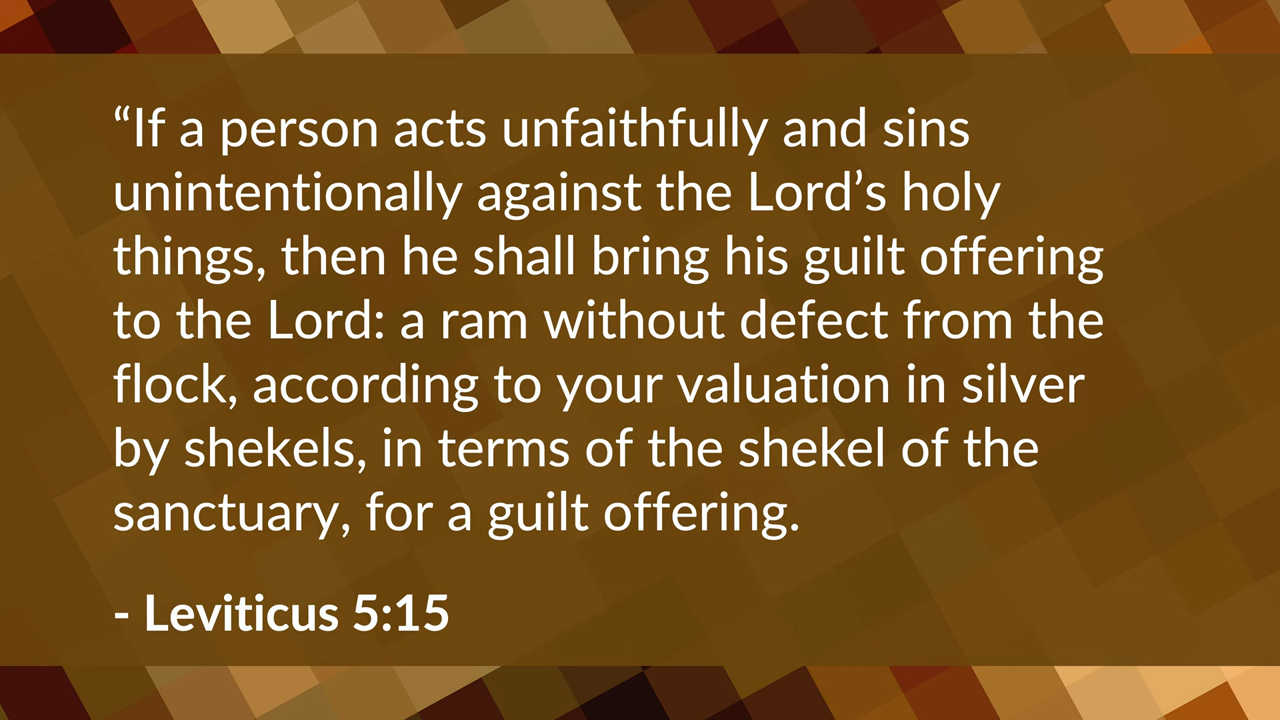 “If a person acts unfaithfully and sins
unintentionally against the Lord’s holy
things, then he shall bring his guilt offering
to the Lord: a ram without defect from the
flock, according to your valuation in silver
by shekels, in terms of the shekel of the
sanctuary, for a guilt offering.
- Leviticus 5:15